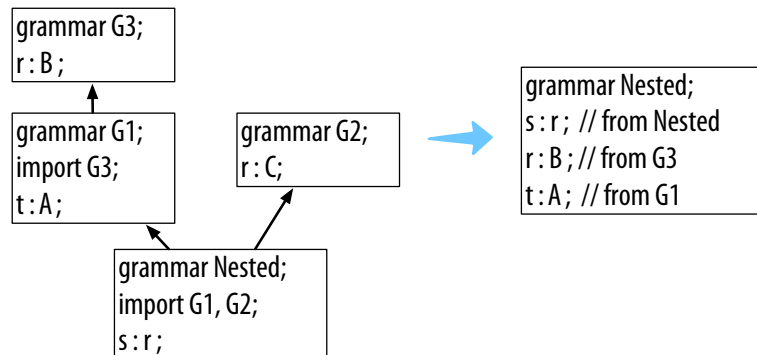 grammar G3;
r : B ;
grammar G1;
import G3;
t : A ;
grammar G2;
r : C;
grammar Nested;
import G1, G2;
s : r ;
grammar Nested;
s : r ; // from Nested
r : B ; // from G3
t : A ; // from G1